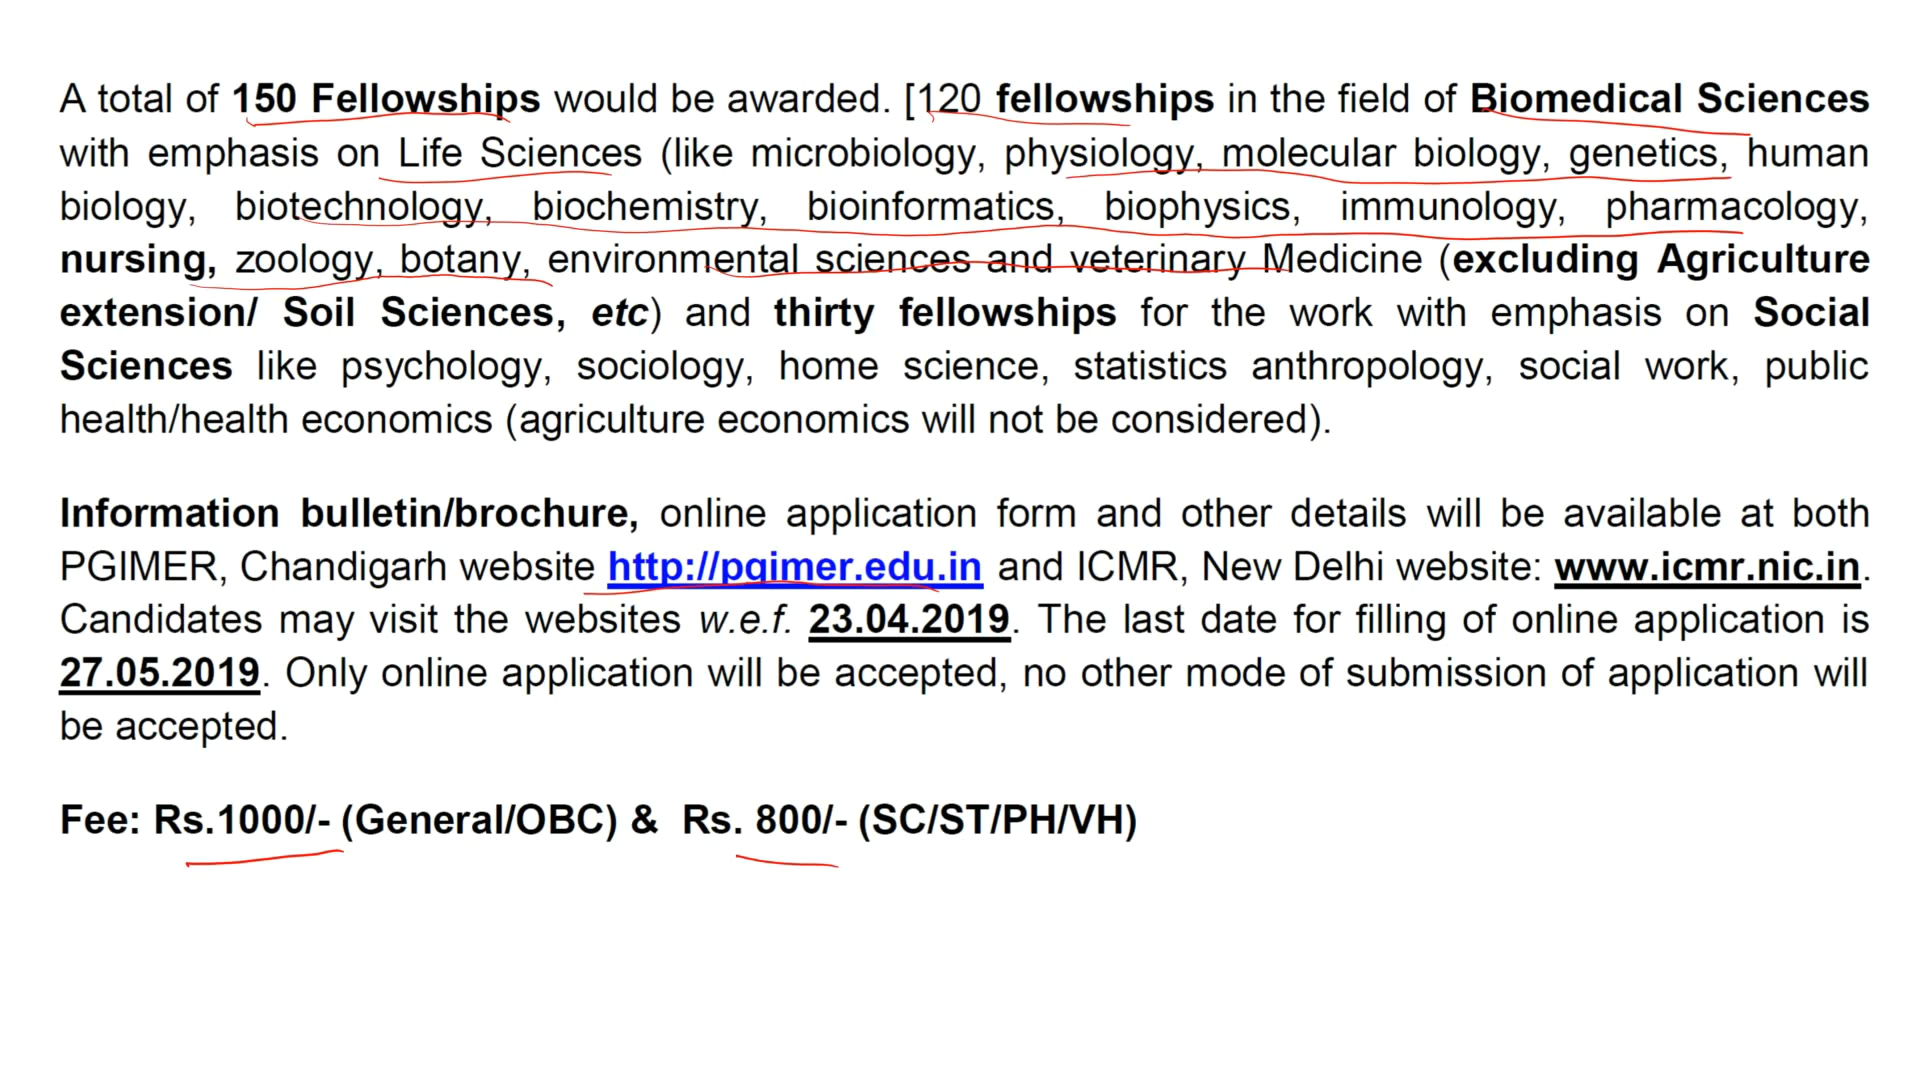 A total of 150 Fellowships would be awarded. [120 fellowships in the field of Biomedical Sciences
with emphasis on Life Sciences (like microbiology, physiology, molecular biology, genetics, human
biology, biotechnology, biochemistry, bioinformatics, biophysics, immunology, pharmacology,
nursing, zoology, botany, environmental sciences and veterinary Medicine (excluding Agriculture
extension/ Soil Sciences, etc) and thirty fellowships for the work with emphasis on Social
Sciences like psychology, sociology, home science, statistics anthropology, social work, public
health/health economics (agriculture economics will not be considered).
Information bulletin/brochure, online application form and other details will be available at both
PGIMER, Chandigarh website http://pgimer.edu.in and ICMR, New Delhi website: www.icmr.nic.in.
Candidates may visit the websites w.e.f. 23.04.2019. The last date for filling of online application is
27.05.2019. Only online application will be accepted, no other mode of submission of application will
be accepted.
Fee: Rs.1000/- (General/OBC) & Rs. 800/- (SC/ST/PH/VH)